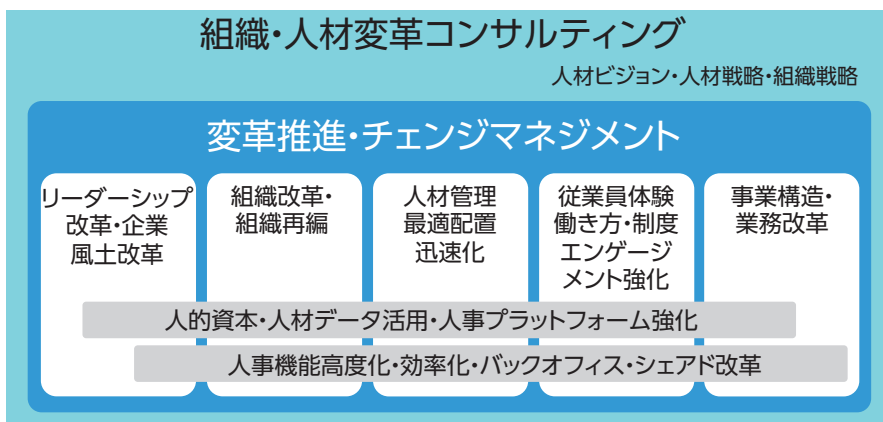 組織・人材変革コンサルティング
人材ビジョン・人材戦略・組織戦略
変革推進・チェンジマネジメント
リーダーシップ
改革・企業
風土改革
組織改革・
組織再編
人材管理
最適配置
迅速化
従業員体験
働き方・制度
エンゲージ
メント強化
事業構造・
業務改革
人的資本・人材データ活用・人事プラットフォーム強化
人事機能高度化・効率化・バックオフィス・シェアド改革